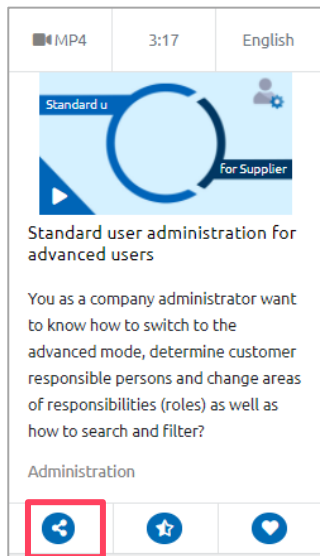 MP4
3:17
English
Standard u
for Supplier
Standard user administration for
advanced users
You as a company administrator want
to know how to switch to the
advanced mode, determine customer
responsible persons and change areas
of responsibilities (roles) as well as
how to search and filter?
Administration